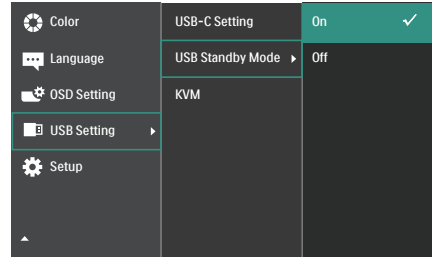 Color
Language
OSD Setting
USB Setting
Setup
USB-C Setting
USB Standby Mode
KVM
On
Off